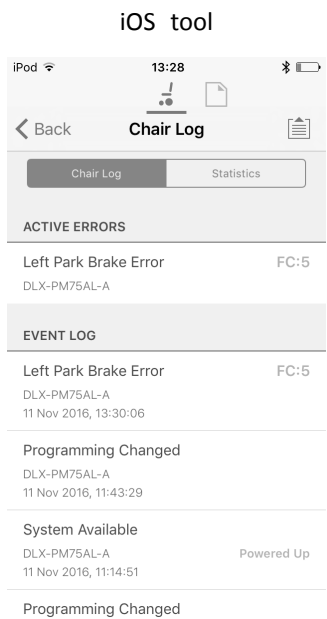 iOS tool
iPod 13:28
Back Chair Log
Chair Log Statistics
ACTIVE ERRORS
Left Park Brake Error FC:5
DLX-PM75AL-A
EVENT LOG
Left Park Brake Error FC:5
DLX-PM75AL-A
11 Nov 2016, 13:30:06
Programming Changed
DLX-PM75AL-A
11 Nov 2016, 11:43:29
System Available
DLX-PM75AL-A Powered Up
11 Nov 2016, 11:14:51
Programming Changed